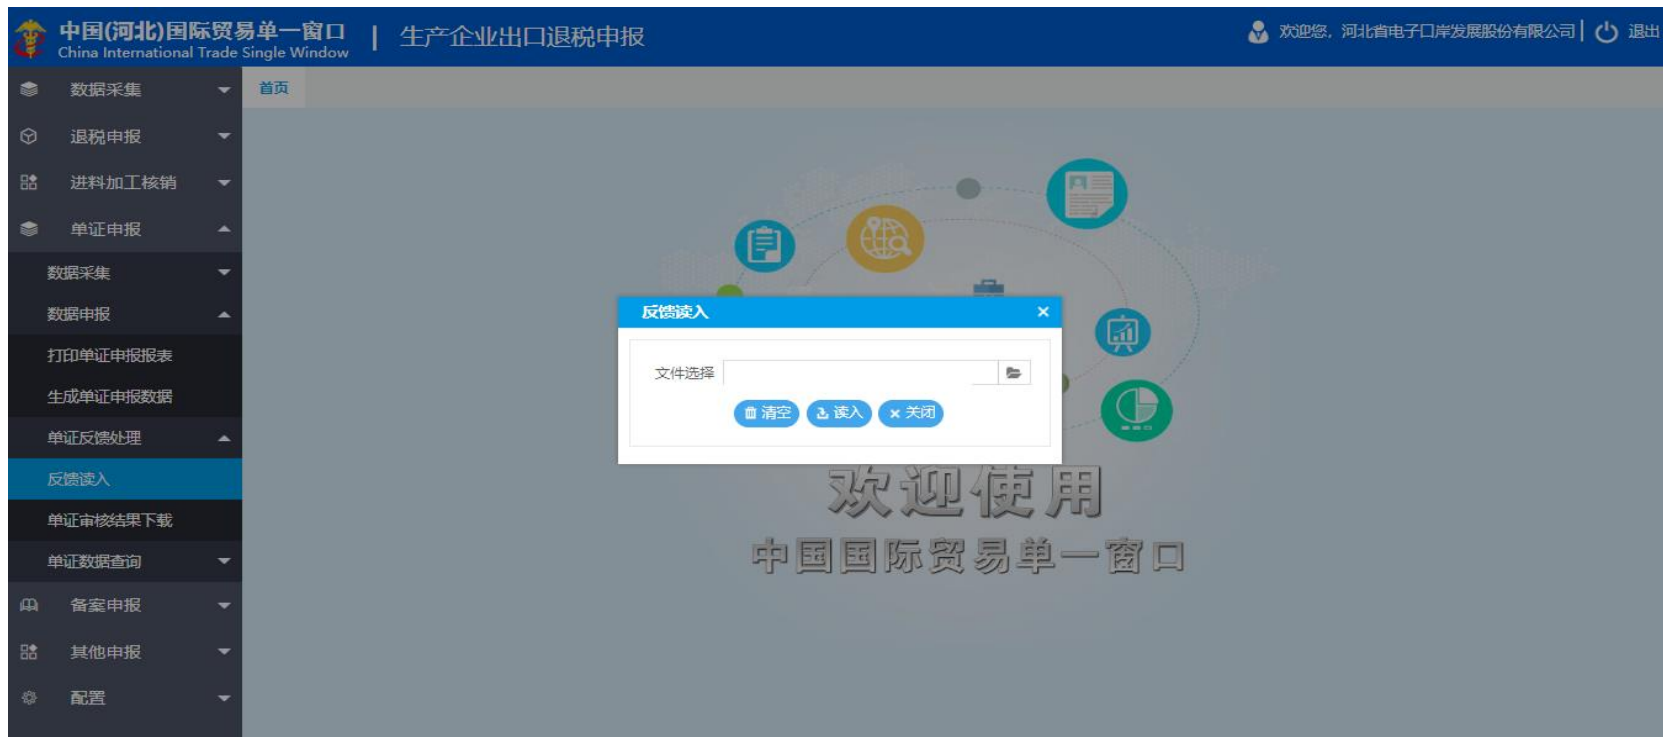 中国(河北)国际贸易单一窗口
China International Trade Single Window
生产企业出口退税申报
欢迎您, 河北省电子口岸发展股份有限公司
退出
数据采集
首页
退税申报
进料加工核销
单证申报
数据采集
数据申报
打印单证申报报表
生成单证申报数据
单证反馈处理
反馈读入
单证审核结果下载
单证数据查询
备案申报
其他申报
配置
反馈读入
文件选择
清空
读入
关闭
欢迎使用
中国国际贸易单一窗口